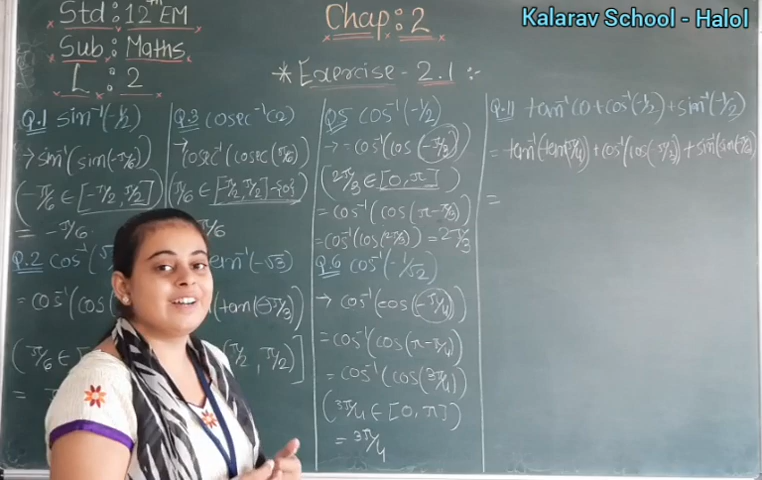 Std : 12th EM
Sub : Maths
L : 2
Chap : 2
Kalarav School - Halol
* Exercise - 2.1 :-
Q.1 sin⁻¹(-1/2)
→ sin⁻¹(sin(-π/6))
(-π/6 ∈ [-π/2, π/2])
= -π/6
Q.2 cos⁻¹(√
= cos⁻¹(cos
(π/6 ∈ [
=
Q.3 cosec⁻¹(2)
→ cosec⁻¹(cosec(π/6))
(π/6 ∈ [-π/2, π/2] - {0})
π/6
(-√3)
(tan(-π/3))
π/2, π/2)]
Q.5 cos⁻¹(-1/2)
→ = cos⁻¹(cos(-π/3))
(2π/3 ∈ [0, π])
= cos⁻¹(cos(π-π/3))
= cos⁻¹(cos(2π/3)) = 2π/3
Q.6 cos⁻¹(-1/√2)
→ cos⁻¹(cos(-π/4))
= cos⁻¹(cos(π-π/4))
= cos⁻¹(cos(3π/4))
(3π/4 ∈ [0, π])
= 3π/4
Q.11 tan⁻¹(1) + cos⁻¹(-1/2) + sin⁻¹(-1/2)
= tan⁻¹(tan π/4) + cos⁻¹(cos(-π/3)) + sin⁻¹(sin(
=